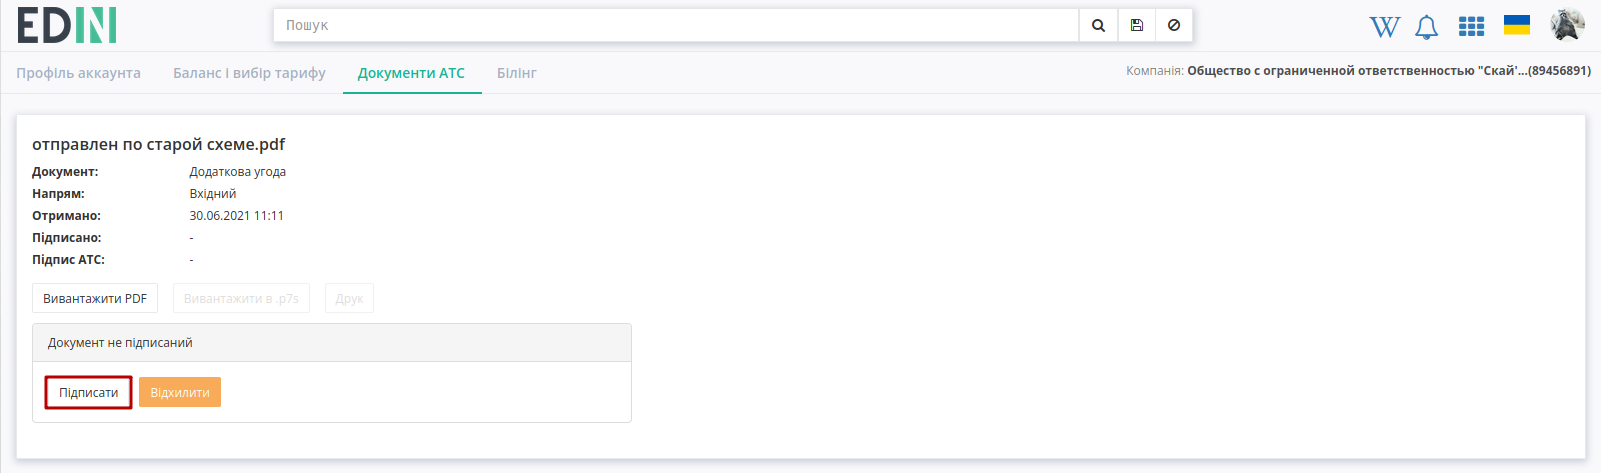 EDIN
Пошук
Профіль аккаунта Баланс і вибір тарифу Документи АТС Білінг
Компанія: Общество с ограниченной ответственностью "Скай'...(89456891)
отправлен по старой схеме.pdf
Документ: Додаткова угода
Напрям: Вхідний
Отримано: 30.06.2021 11:11
Підписано: -
Підпис АТС: -
Вивантажити PDF Вивантажити в .p7s Друк
Документ не підписаний
Підписати Відхилити